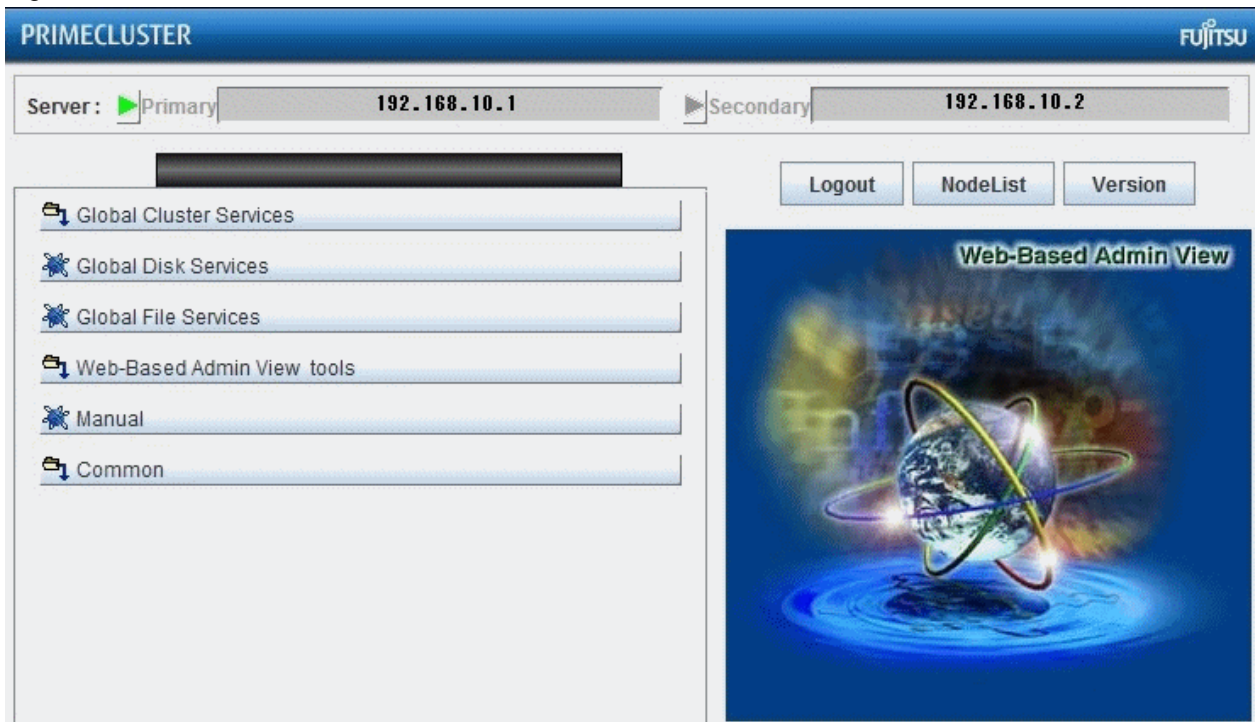 PRIMECLUSTER FUJITSU
Server : Primary 192.168.10.1 Secondary 192.168.10.2
Logout NodeList Version
Global Cluster Services
Global Disk Services
Global File Services
Web-Based Admin View tools
Manual
Common
Web-Based Admin View